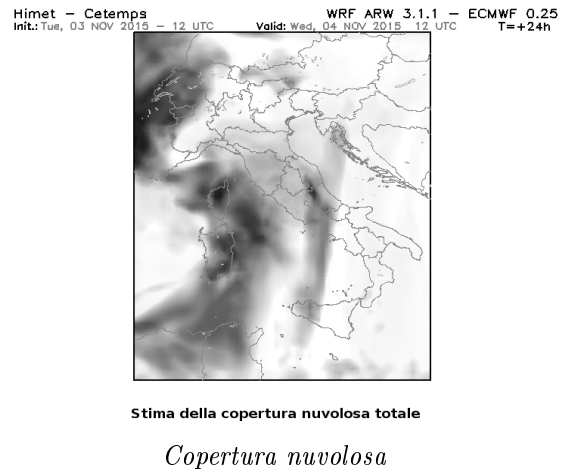 Himet – Cetemps WRF ARW 3.1.1 – ECMWF 0.25
Init.: Tue, 03 NOV 2015 – 12 UTC Valid: Wed, 04 NOV 2015 12 UTC T=+24h
Stima della copertura nuvolosa totale
Copertura nuvolosa